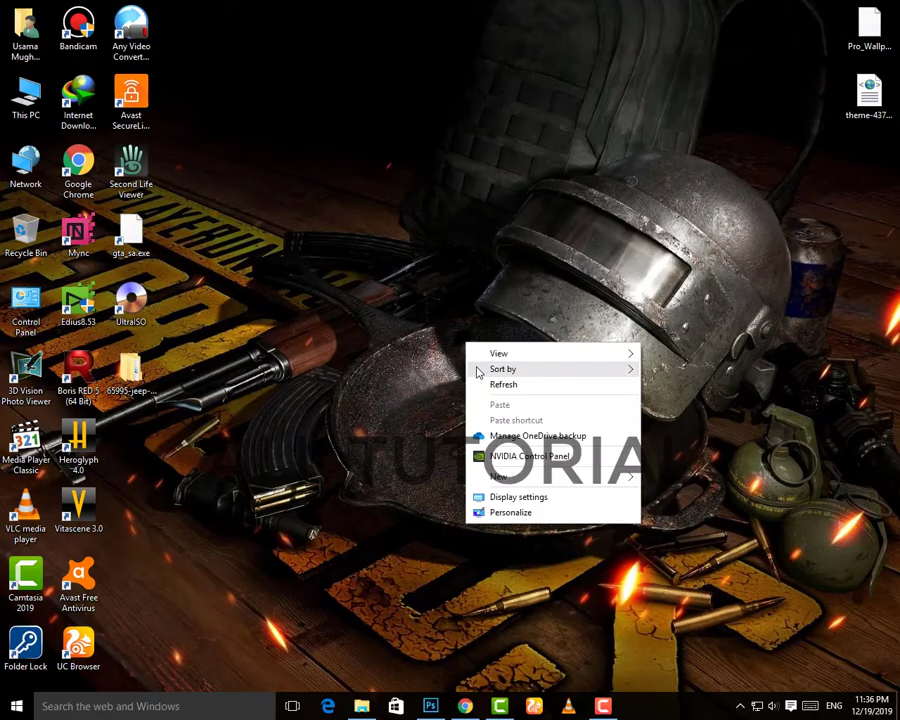 Usama
Mugh...
Bandicam
Any Video
Convert...
Pro_Wallp...
This PC
Internet
Downlo...
Avast
SecureLi...
theme-437...
Network
Google
Chrome
Second Life
Viewer
Recycle Bin
Mync
gta_sa.exe
Control
Panel
Edius8.53
UltraISO
3D Vision
Photo Viewer
Boris RED 5
(64 Bit)
65995-jeep-...
321
Media Player
Classic
Heroglyph
4.0
VLC media
player
Vitascene 3.0
Camtasia
2019
Avast Free
Antivirus
Folder Lock
UC Browser
View
Sort by
Refresh
Paste
Paste shortcut
Manage OneDrive backup
NVIDIA Control Panel
New
Display settings
Personalize
TUTORIA
Search the web and Windows
Ps
ENG
11:36 PM
12/19/2019